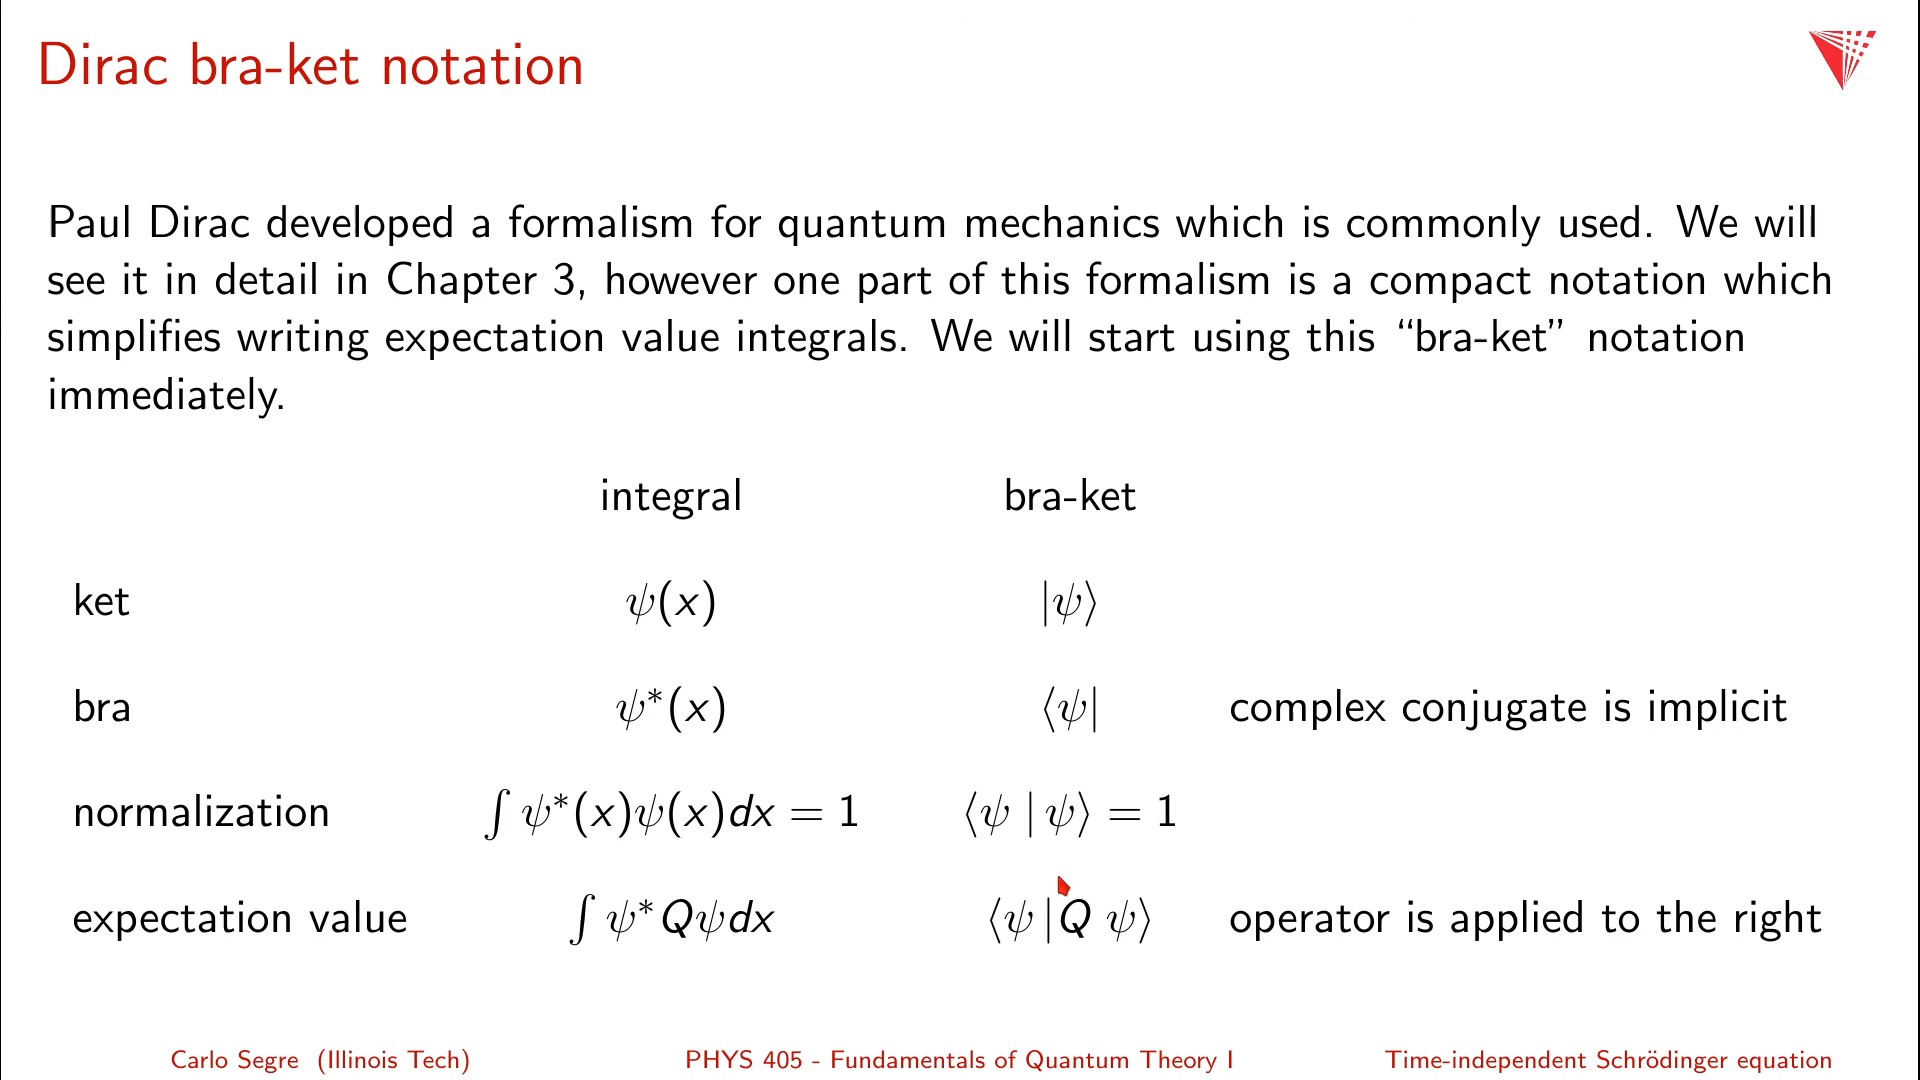 Dirac bra-ket notation
Paul Dirac developed a formalism for quantum mechanics which is commonly used. We will
see it in detail in Chapter 3, however one part of this formalism is a compact notation which
simplifies writing expectation value integrals. We will start using this “bra-ket” notation
immediately.
integral bra-ket
ket ψ(x) |ψ⟩
bra ψ*(x) ⟨ψ| complex conjugate is implicit
normalization ∫ψ*(x)ψ(x)dx = 1 ⟨ψ | ψ⟩ = 1
expectation value ∫ψ*Qψdx ⟨ψ |Q ψ⟩ operator is applied to the right
Carlo Segre (Illinois Tech) PHYS 405 - Fundamentals of Quantum Theory I Time-independent Schrödinger equation